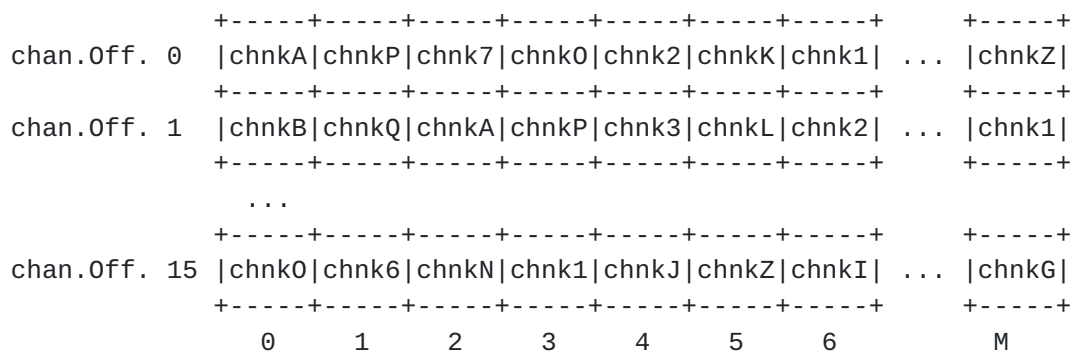 +-----+-----+-----+-----+-----+-----+-----+     +-----+
chan.Off. 0  |chnkA|chnkP|chnk7|chnkO|chnk2|chnkK|chnk1| ... |chnkZ|
             +-----+-----+-----+-----+-----+-----+-----+     +-----+
chan.Off. 1  |chnkB|chnkQ|chnkA|chnkP|chnk3|chnkL|chnk2| ... |chnk1|
             +-----+-----+-----+-----+-----+-----+-----+     +-----+
               ...
             +-----+-----+-----+-----+-----+-----+-----+     +-----+
chan.Off. 15 |chnkO|chnk6|chnkN|chnk1|chnkJ|chnkZ|chnkI| ... |chnkG|
             +-----+-----+-----+-----+-----+-----+-----+     +-----+
                0     1     2     3     4     5     6          M